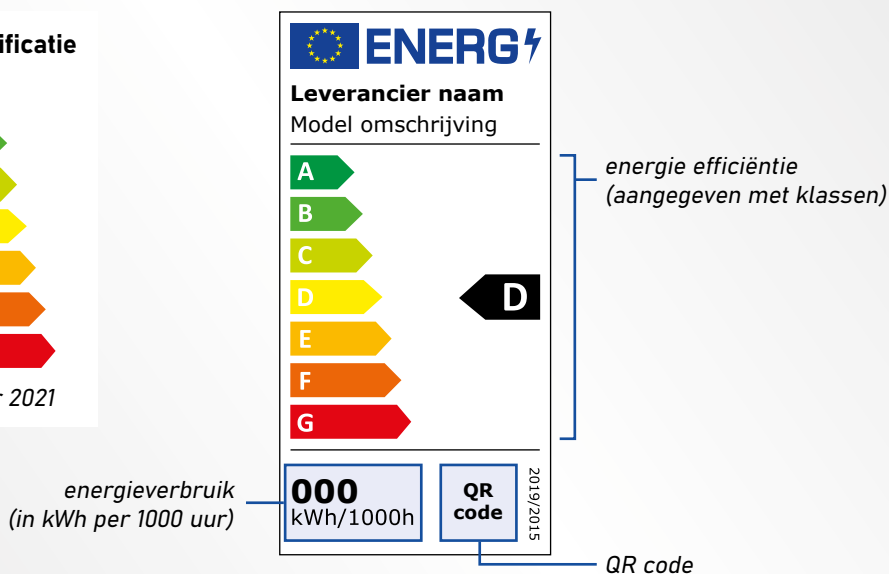 ificatie
2021
ENERG
Leverancier naam
Model omschrijving
A
B
C
D
D
E
F
G
energie efficiëntie
(aangegeven met klassen)
energieverbruik
(in kWh per 1000 uur)
000
kWh/1000h
QR
code
2019/2015
QR code